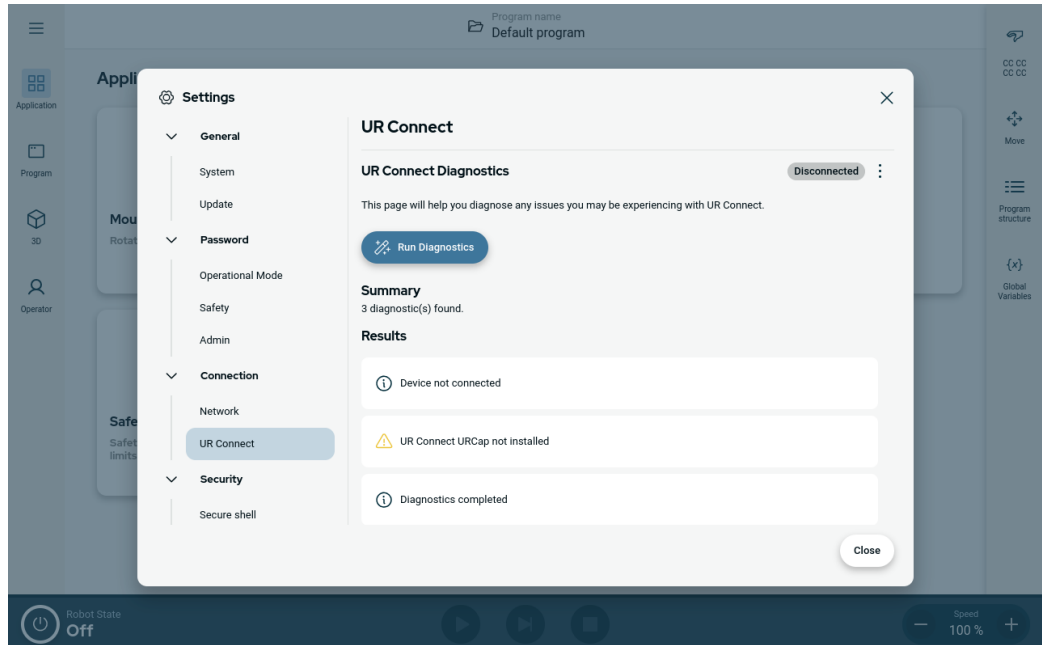 Program name
Default program
Application
Program
3D
Operator
Appli
Mou
Rotat
Safe
Safet
limits
Settings
General
System
Update
Password
Operational Mode
Safety
Admin
Connection
Network
UR Connect
Security
Secure shell
UR Connect
UR Connect Diagnostics
Disconnected
This page will help you diagnose any issues you may be experiencing with UR Connect.
Run Diagnostics
Summary
3 diagnostic(s) found.
Results
Device not connected
UR Connect URCap not installed
Diagnostics completed
Close
CC CC
CC CC
Move
Program
structure
{x}
Global
Variables
Robot State
Off
Speed
100 %